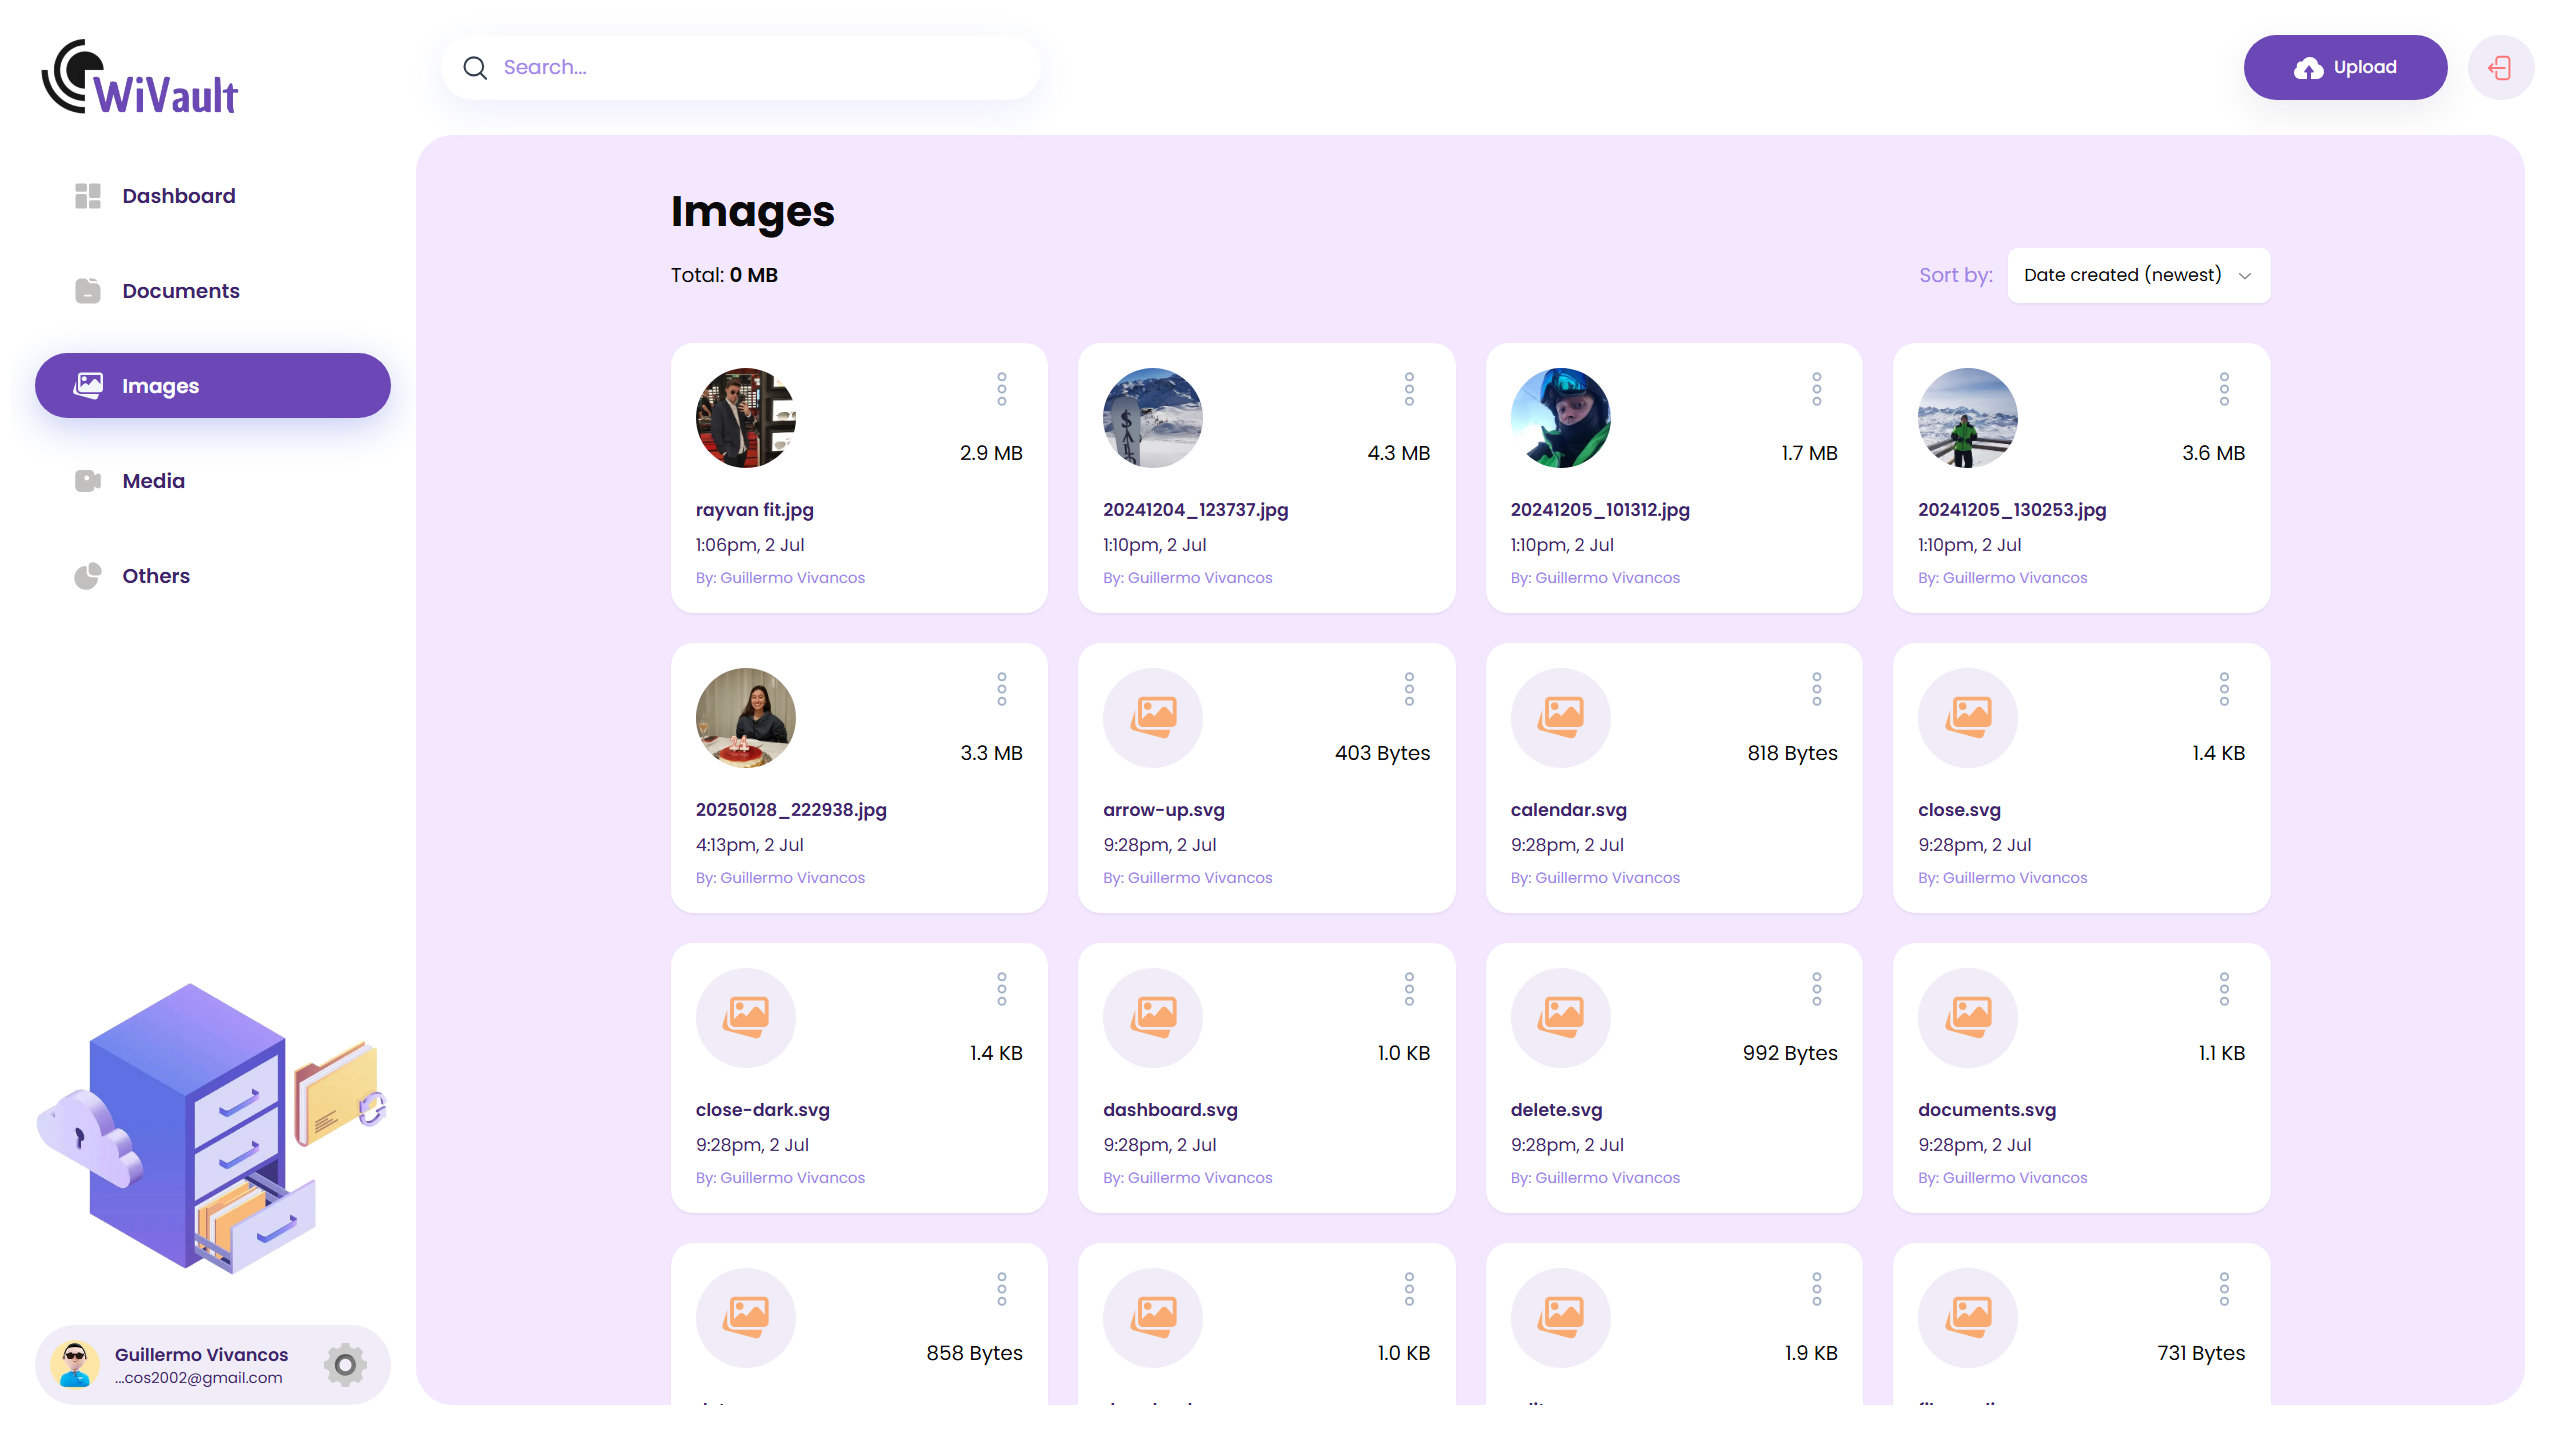 WiVault
Search...
Upload
Dashboard
Documents
Images
Media
Others
Images
Total: 0 MB
Sort by:
Date created (newest)
2.9 MB
rayvan fit.jpg
1:06pm, 2 Jul
By: Guillermo Vivancos
4.3 MB
20241204_123737.jpg
1:10pm, 2 Jul
By: Guillermo Vivancos
1.7 MB
20241205_101312.jpg
1:10pm, 2 Jul
By: Guillermo Vivancos
3.6 MB
20241205_130253.jpg
1:10pm, 2 Jul
By: Guillermo Vivancos
3.3 MB
20250128_222938.jpg
4:13pm, 2 Jul
By: Guillermo Vivancos
403 Bytes
arrow-up.svg
9:28pm, 2 Jul
By: Guillermo Vivancos
818 Bytes
calendar.svg
9:28pm, 2 Jul
By: Guillermo Vivancos
1.4 KB
close.svg
9:28pm, 2 Jul
By: Guillermo Vivancos
1.4 KB
close-dark.svg
9:28pm, 2 Jul
By: Guillermo Vivancos
1.0 KB
dashboard.svg
9:28pm, 2 Jul
By: Guillermo Vivancos
992 Bytes
delete.svg
9:28pm, 2 Jul
By: Guillermo Vivancos
1.1 KB
documents.svg
9:28pm, 2 Jul
By: Guillermo Vivancos
858 Bytes
1.0 KB
1.9 KB
731 Bytes
Guillermo Vivancos
...cos2002@gmail.com